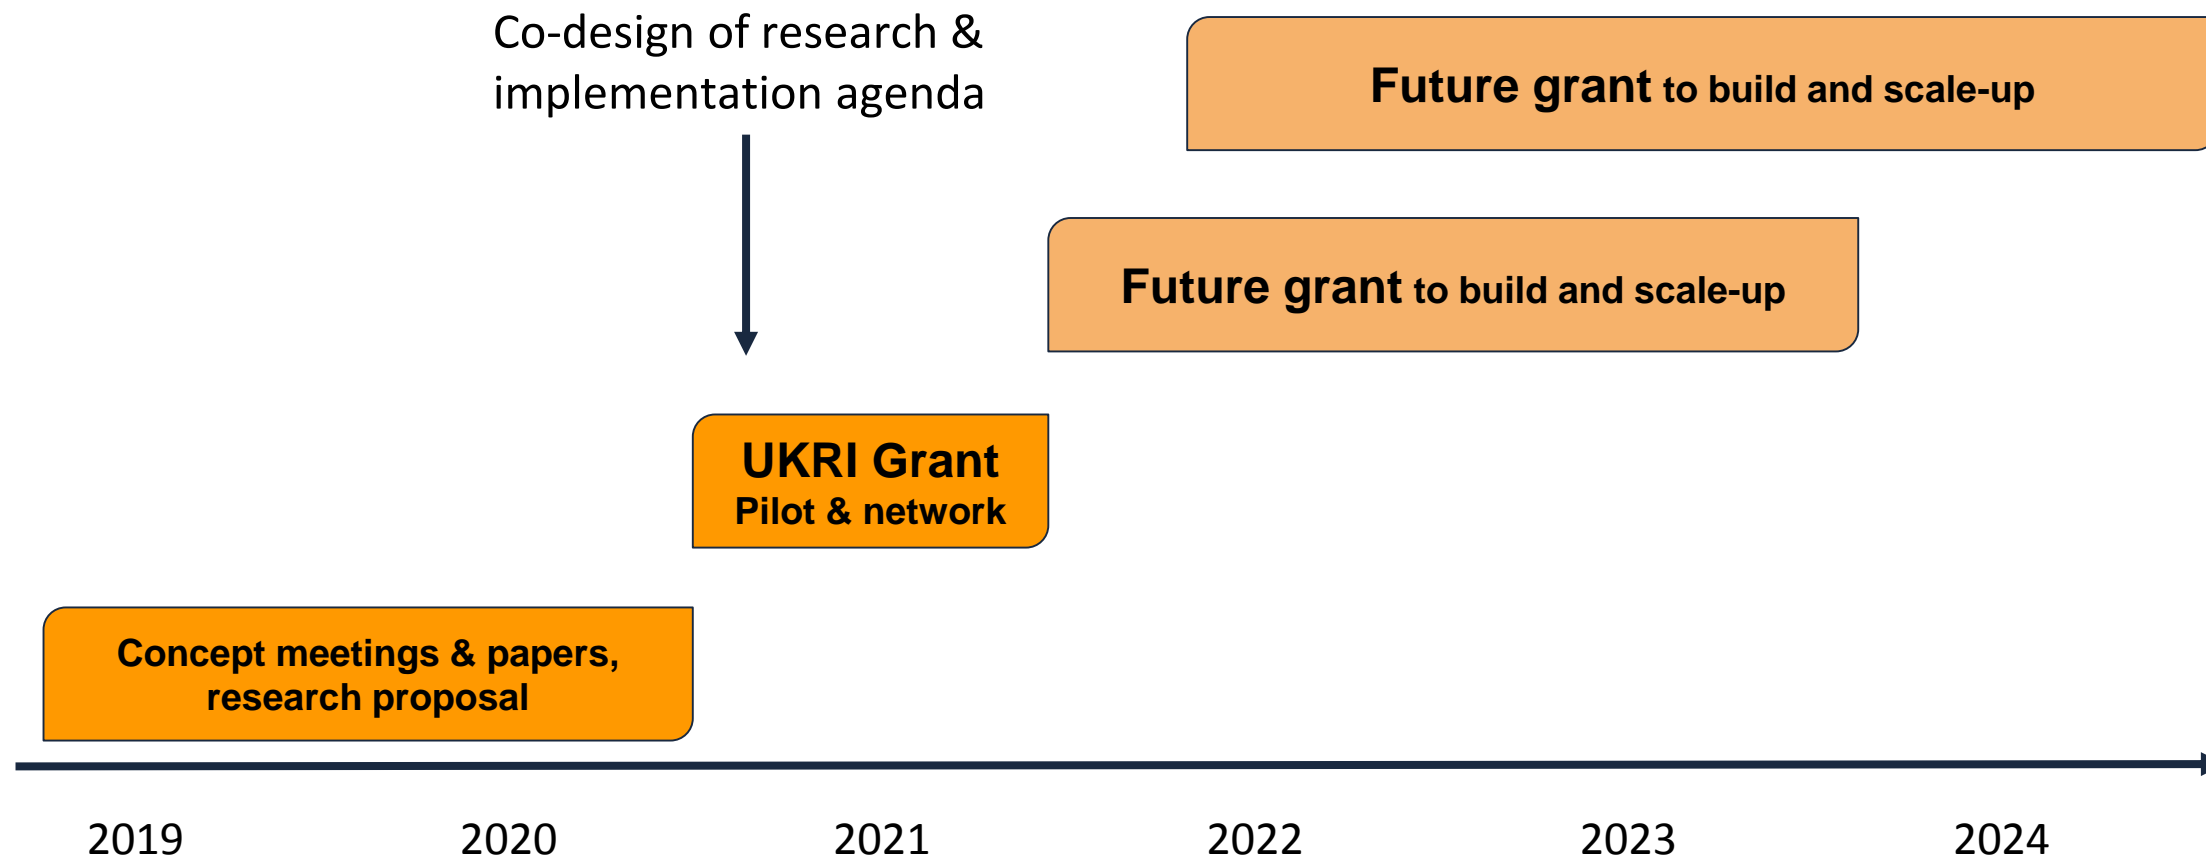 Co-design of research &
implementation agenda
Future grant to build and scale-up
Future grant to build and scale-up
UKRI Grant
Pilot & network
Concept meetings & papers,
research proposal
2019 2020 2021 2022 2023 2024